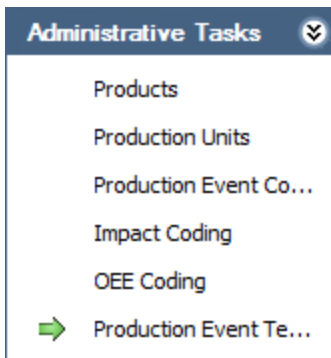 Administrative Tasks
Products
Production Units
Production Event Co...
Impact Coding
OEE Coding
Production Event Te...